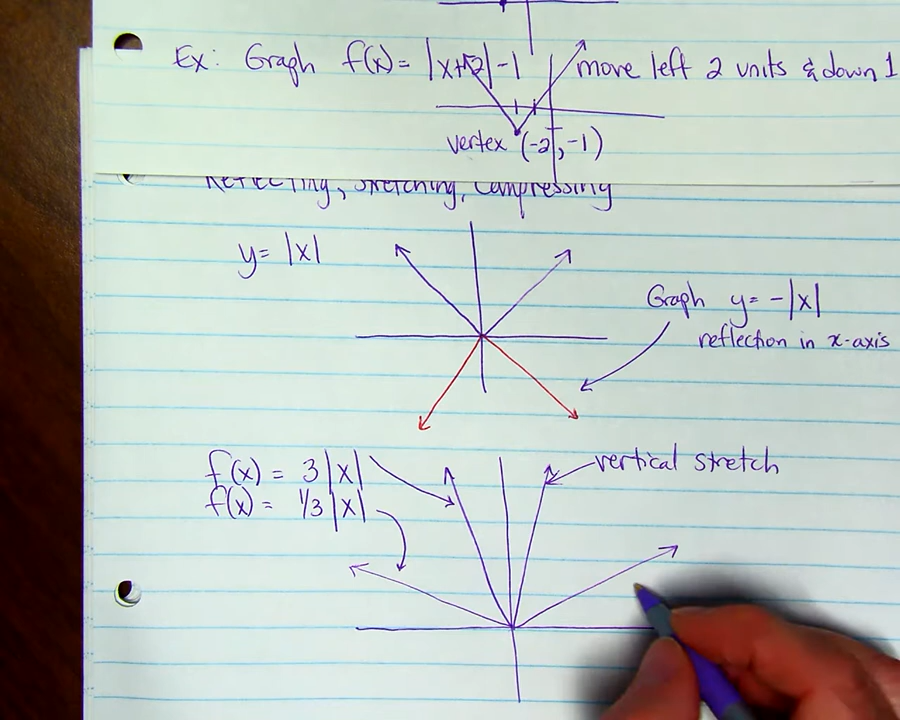 Ex: Graph f(x) = |x+2| - 1 move left 2 units & down 1
vertex (-2, -1)
Reflecting, Stretching, Compressing
y = |x|
Graph y = -|x|
reflection in x-axis
f(x) = 3|x| vertical stretch
f(x) = 1/3 |x|